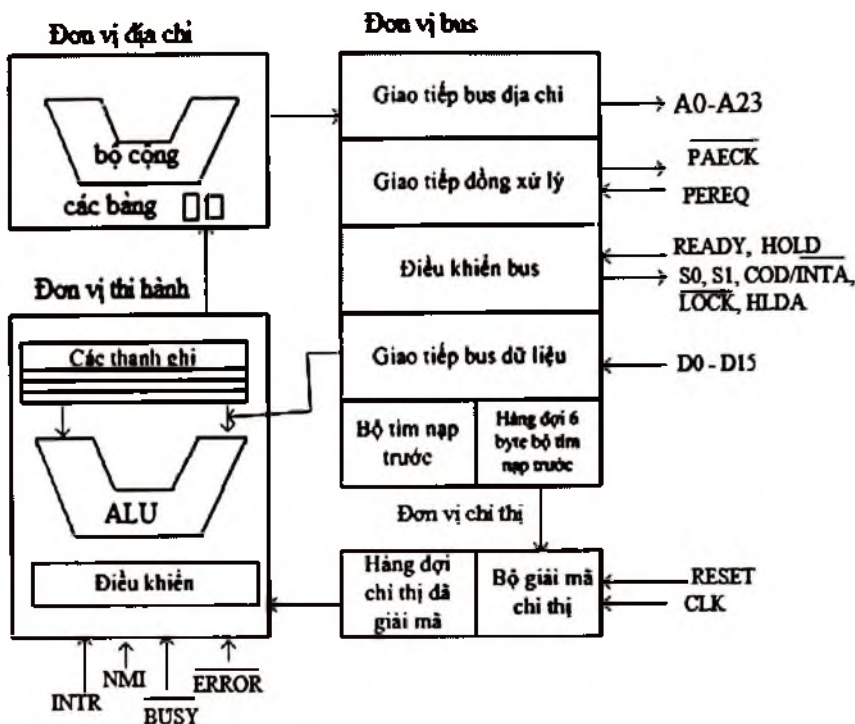 Đơn vị địa chỉ
Đơn vị bus
bộ cộng
các bảng
Giao tiếp bus địa chỉ
A0-A23
Giao tiếp đồng xử lý
PAECK
PEREQ
Điều khiển bus
READY, HOLD
S0, S1, COD/INTA,
LOCK, HLDA
Giao tiếp bus dữ liệu
D0 - D15
Bộ tìm nạp
trước
Hàng đợi 6
byte bộ tìm
nạp trước
Đơn vị thi hành
Các thanh ghi
ALU
Điều khiển
INTR
NMI
BUSY
ERROR
Đơn vị chỉ thị
Hàng đợi
chỉ thị đã
giải mã
Bộ giải mã
chỉ thị
RESET
CLK